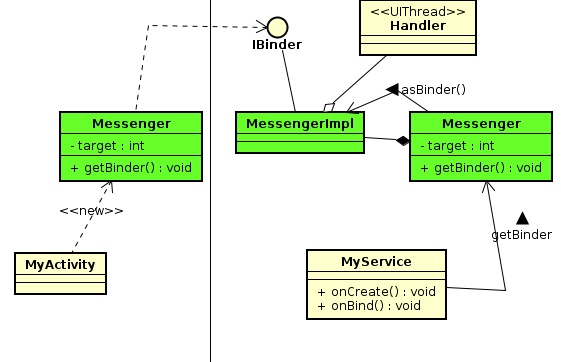 <<UIThread>>
Handler
IBinder
asBinder()
Messenger
- target : int
+ getBinder() : void
MessengerImpl
Messenger
- target : int
+ getBinder() : void
<<new>>
getBinder
MyActivity
MyService
+ onCreate() : void
+ onBind() : void